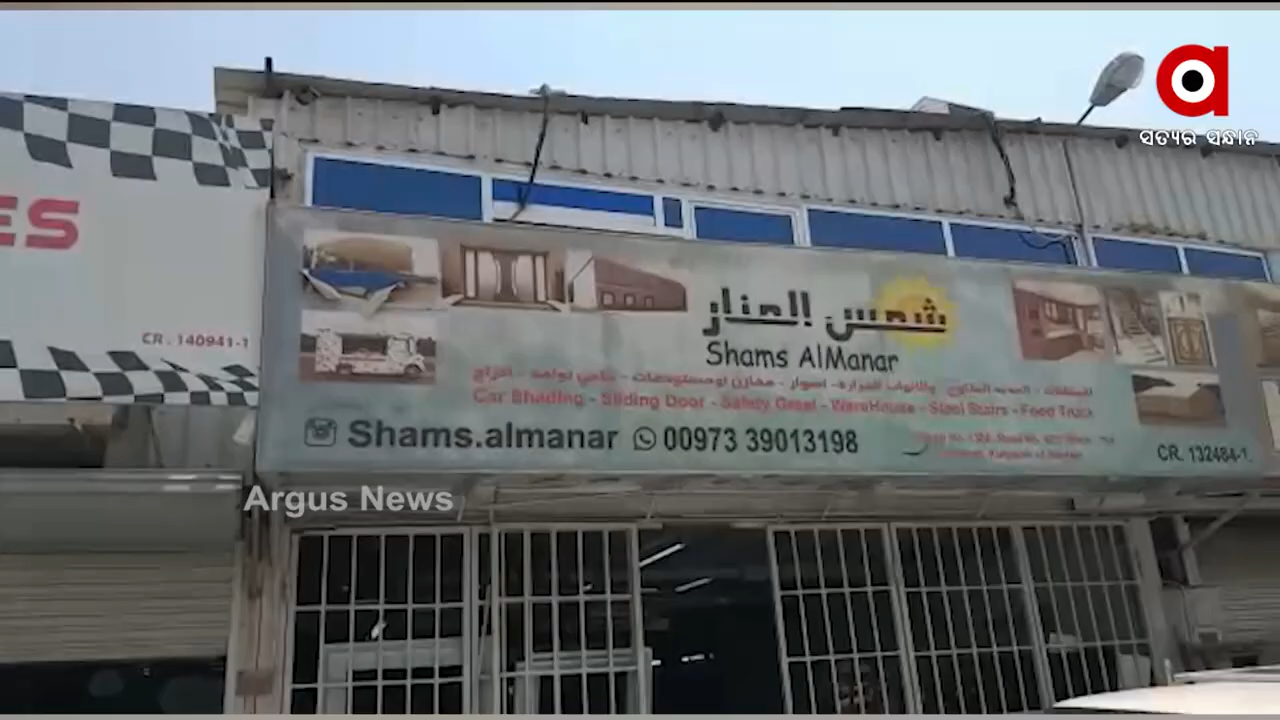 ସତ୍ୟର ସନ୍ଧାନ
ES
CR. 140941-1
شمس المنار
Shams AlManar
Car Shading - Sliding Door - Safety Great - WareHouse - Steel Stairs - Food Truck
Shams.almanar 00973 39013198
CR. 132484-1.
Argus News